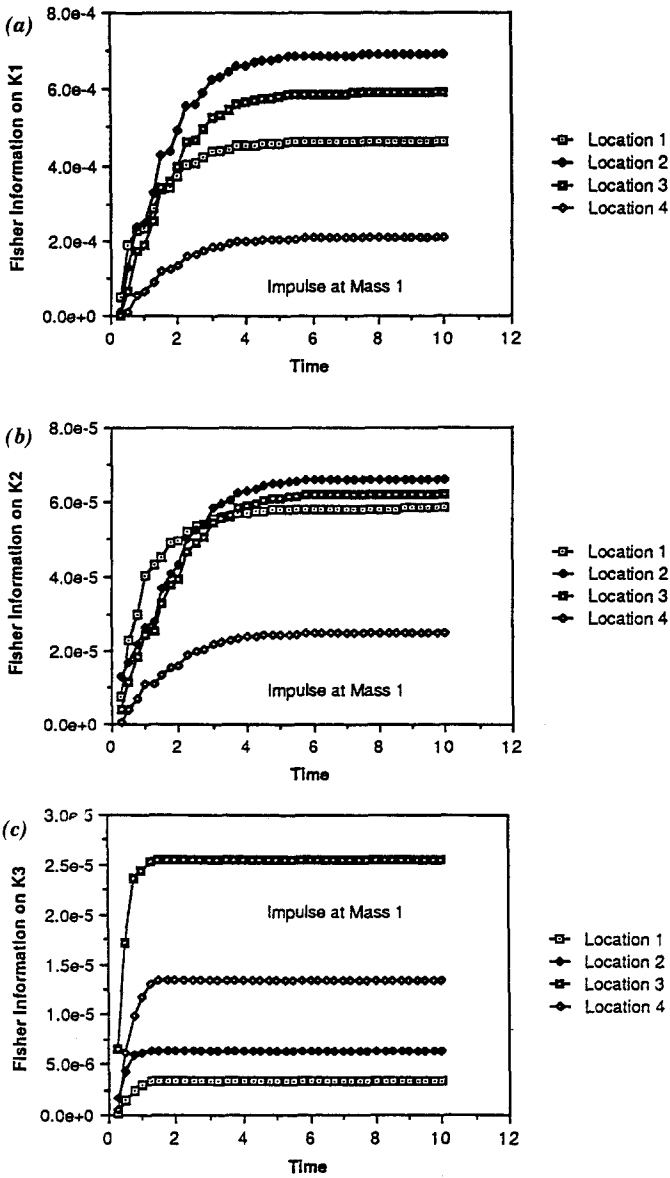 (a)
8.0e-4
6.0e-4
4.0e-4
2.0e-4
0.0e+0
Fisher Information on K1
Impulse at Mass 1
0 2 4 6 8 10 12
Time
Location 1
Location 2
Location 3
Location 4
(b)
8.0e-5
6.0e-5
4.0e-5
2.0e-5
0.0e+0
Fisher Information on K2
Impulse at Mass 1
0 2 4 6 8 10 12
Time
Location 1
Location 2
Location 3
Location 4
(c)
3.0e-5
2.5e-5
2.0e-5
1.5e-5
1.0e-5
5.0e-6
0.0e+0
Fisher Information on K3
Impulse at Mass 1
0 2 4 6 8 10 12
Time
Location 1
Location 2
Location 3
Location 4